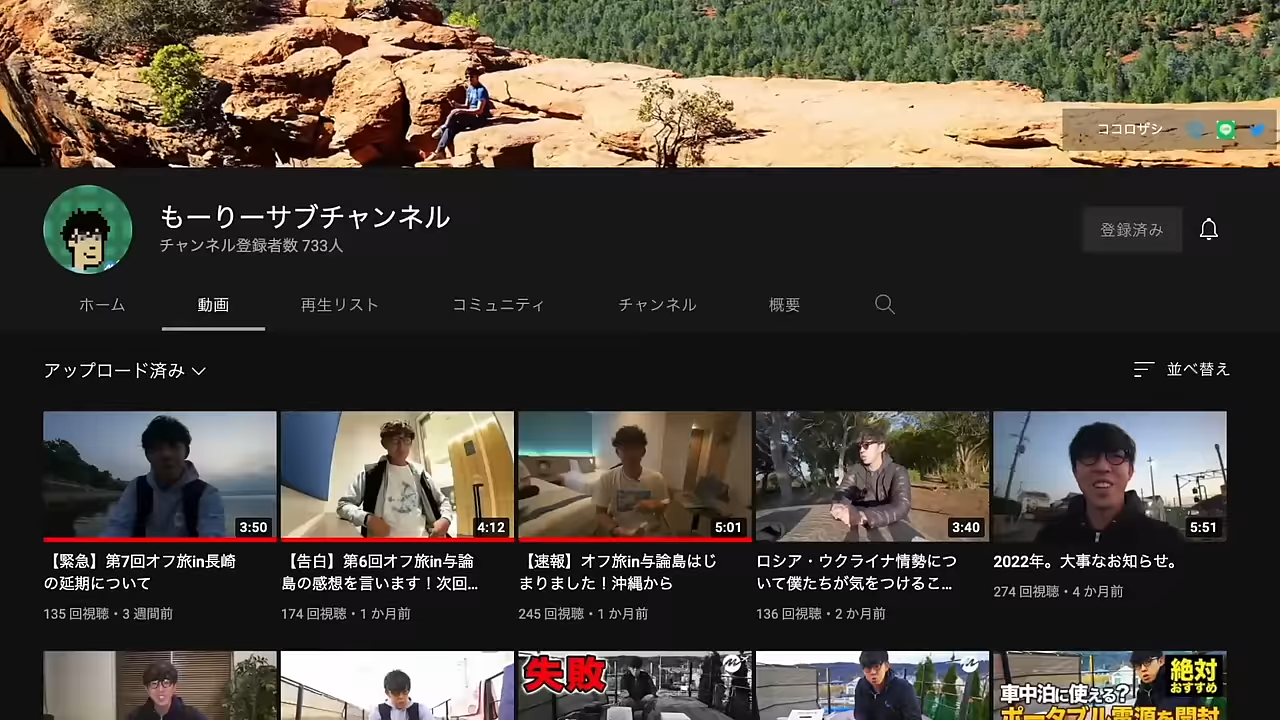 ココロザシ
もーりーサブチャンネル
チャンネル登録者数 733人
登録済み
ホーム
動画
再生リスト
コミュニティ
チャンネル
概要
アップロード済み
並べ替え
3:50
4:12
5:01
3:40
5:51
【緊急】第7回オフ旅in長崎
の延期について
135 回視聴・3 週間前
【告白】第6回オフ旅in与論
島の感想を言います！次回...
174 回視聴・1 か月前
【速報】オフ旅in与論島はじ
まりました！沖縄から
245 回視聴・1 か月前
ロシア・ウクライナ情勢につ
いて僕たちが気をつけるこ...
136 回視聴・2 か月前
2022年。大事なお知らせ。
274 回視聴・4 か月前
失敗
絶対
おすすめ
車中泊に使える？
ポータブル電源を開封